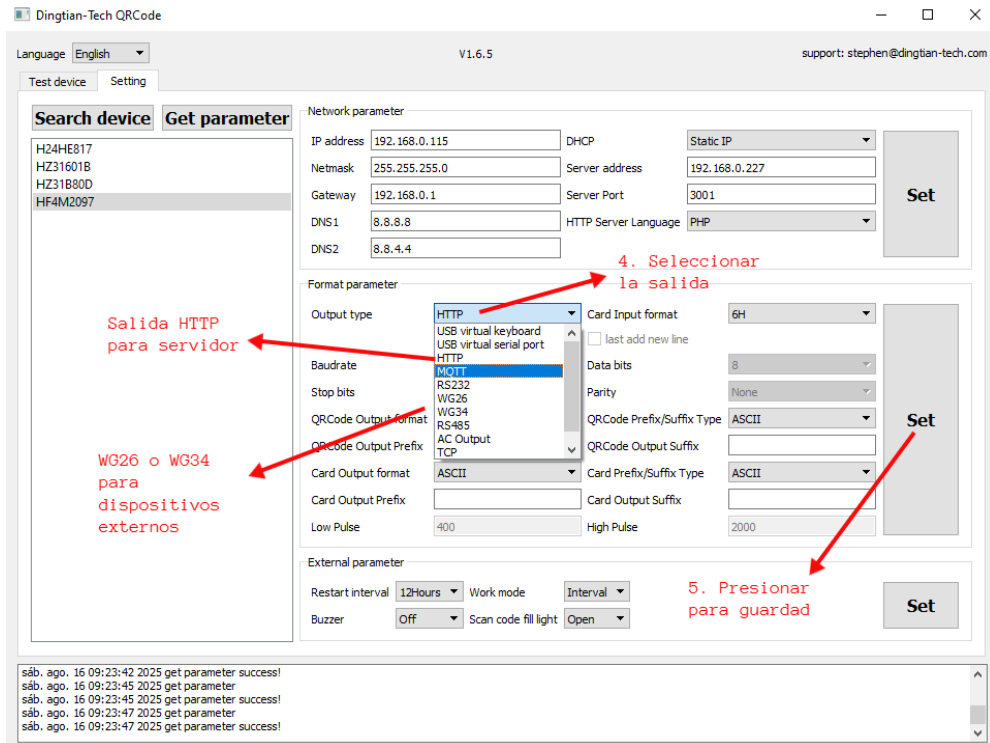 Dingtian-Tech QRCode
Language English V1.6.5 support: stephen@dingtian-tech.com
Test device Setting
Search device Get parameter
H24HE817
HZ31601B
HZ31B80D
HF4M2097
Network parameter
IP address 192.168.0.115 DHCP Static IP
Netmask 255.255.255.0 Server address 192.168.0.227
Gateway 192.168.0.1 Server Port 3001
DNS1 8.8.8.8 HTTP Server Language PHP
DNS2 8.8.4.4
Set
4. Seleccionar
la salida
Format parameter
Output type HTTP Card Input format 6H
USB virtual keyboard
USB virtual serial port
HTTP
MQTT
RS232
WG26
WG34
RS485
AC Output
TCP
last add new line
Baudrate Data bits 8
Stop bits Parity None
QRCode Output format QRCode Prefix/Suffix Type ASCII
QRCode Output Prefix QRCode Output Suffix
Card Output format ASCII Card Prefix/Suffix Type ASCII
Card Output Prefix Card Output Suffix
Low Pulse 400 High Pulse 2000
Set
Salida HTTP
para servidor
WG26 o WG34
para
dispositivos
externos
External parameter
Restart interval 12Hours Work mode Interval
Buzzer Off Scan code fill light Open
Set
5. Presionar
para guardad
sáb. ago. 16 09:23:42 2025 get parameter success!
sáb. ago. 16 09:23:45 2025 get parameter
sáb. ago. 16 09:23:45 2025 get parameter success!
sáb. ago. 16 09:23:47 2025 get parameter
sáb. ago. 16 09:23:47 2025 get parameter success!